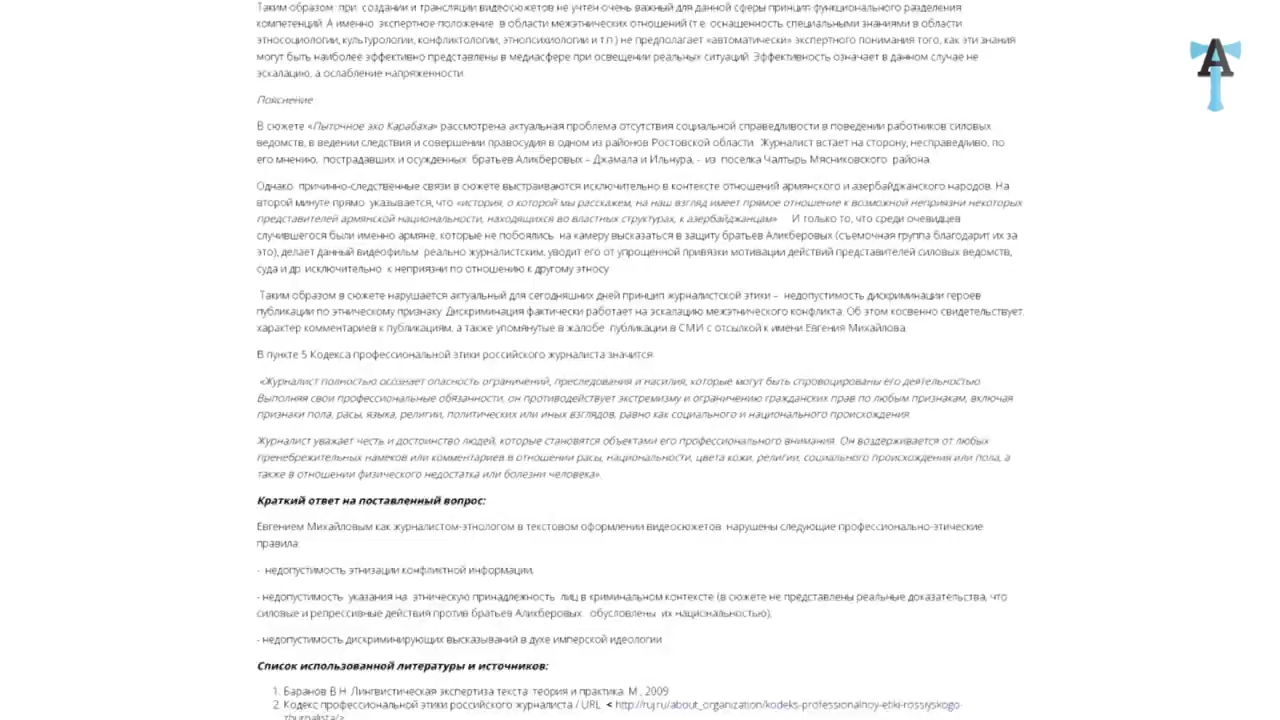 Таким образом при создании и трансляции видеосюжетов не учтен очень важный для данной сферы принцип функционального разделения
компетенций. А именно экспертное положение в области межэтнических отношений (т.е. оснащенность специальными знаниями в области
этносоциологии, культурологии, конфликтологии, этнопсихиологии и т.п.) не предполагает «автоматически» экспертного понимания того, как эти знания
могут быть наиболее эффективно представлены в медиасфере при освещении реальных ситуаций. Эффективность означает в данном случае не
эскалацию, а ослабление напряженности.
Пояснение
В сюжете «Пыточное эхо Карабаха» рассмотрена актуальная проблема отсутствия социальной справедливости в поведении работников силовых
ведомств, в ведении следствия и совершении правосудия в одном из районов Ростовской области. Журналист встает на сторону, несправедливо, по
его мнению, пострадавших и осужденных братьев Аликберовых – Джамала и Ильнура, - из поселка Чалтырь Мясниковского района.
Однако причинно-следственные связи в сюжете выстраиваются исключительно в контексте отношений армянского и азербайджанского народов. На
второй минуте прямо указывается, что «история, о которой мы расскажем, на наш взгляд имеет прямое отношение к возможной неприязни некоторых
представителей армянской национальности, находящихся во властных структурах, к азербайджанцам» И только то, что среди очевидцев
случившегося были именно армяне, которые не побоялись на камеру высказаться в защиту братьев Аликберовых (съемочная группа благодарит их за
это), делает данный видеофильм реально журналистским, уводит его от упрощенной привязки мотивации действий представителей силовых ведомств,
суда и др. исключительно к неприязни по отношению к другому этносу.
Таким образом в сюжете нарушается актуальный для сегодняшних дней принцип журналистской этики – недопустимость дискриминации героев
публикации по этническому признаку. Дискриминация фактически работает на эскалацию межэтнического конфликта. Об этом косвенно свидетельствует
характер комментариев к публикациям, а также упомянутые в жалобе публикации в СМИ с отсылкой к имени Евгения Михайлова.
В пункте 5 Кодекса профессиональной этики российского журналиста значится:
«Журналист полностью осознает опасность ограничений, преследования и насилия, которые могут быть спровоцированы его деятельностью.
Выполняя свои профессиональные обязанности, он противодействует экстремизму и ограничению гражданских прав по любым признакам, включая
признаки пола, расы, языка, религии, политических или иных взглядов, равно как социального и национального происхождения.
Журналист уважает честь и достоинство людей, которые становятся объектами его профессионального внимания. Он воздерживается от любых
пренебрежительных намеков или комментариев в отношении расы, национальности, цвета кожи, религии, социального происхождения или пола, а
также в отношении физического недостатка или болезни человека».
Краткий ответ на поставленный вопрос:
Евгением Михайловым как журналистом-этнологом в текстовом оформлении видеосюжетов нарушены следующие профессионально-этические
правила:
- недопустимость этнизации конфликтной информации;
- недопустимость указания на этническую принадлежность лиц в криминальном контексте (в сюжете не представлены реальные доказательства, что
силовые и репрессивные действия против братьев Аликберовых обусловлены их национальностью);
- недопустимость дискриминирующих высказываний в духе имперской идеологии.
Список использованной литературы и источников:
1. Баранов В.Н. Лингвистическая экспертиза текста: теория и практика. М., 2009
2. Кодекс профессиональной этики российского журналиста / URL: < http://ruj.ru/about_organization/kodeks-professionalnoy-etiki-rossiyskogo-
zhurnalista/>